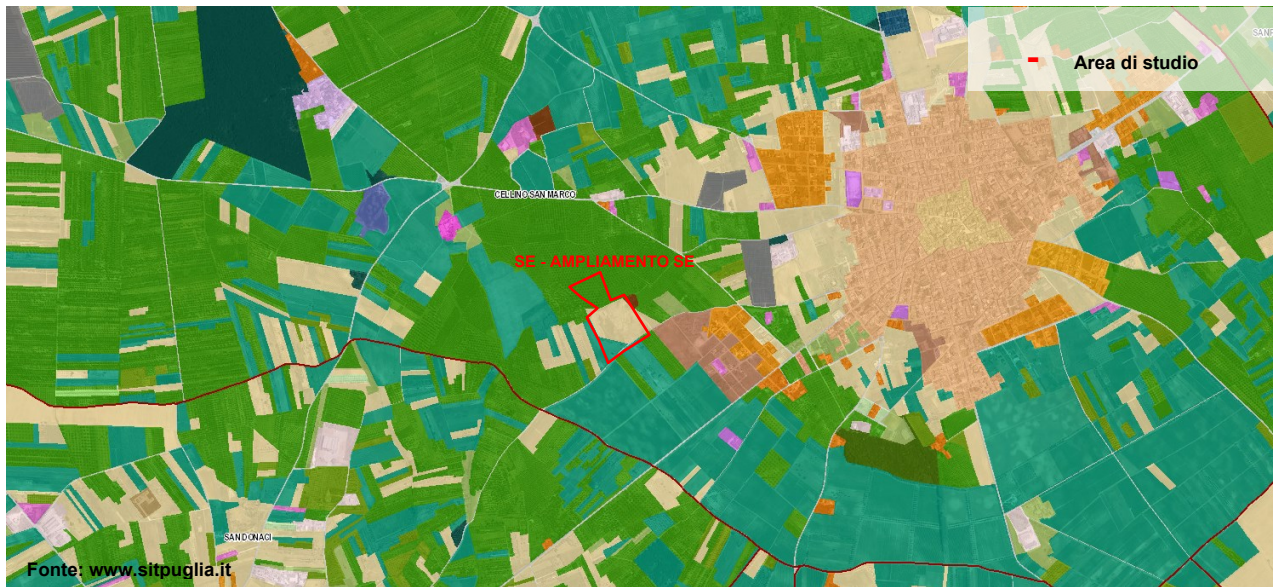 Area di studio
CELLINO SAN MARCO
SE - AMPLIAMENTO SE
SANDONACI
Fonte: www.sitpuglia.it